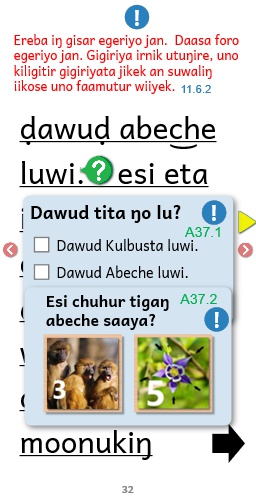 !
Ereba iŋ gisar egeriyo jan. Daasa foro
egeriyo jan. Gigiriya irnik utuŋire, uno
kiligitir gigiriyata jikek an suwaliŋ
iikose uno faamutur wiiyek. 11.6.2
ḍawuḍ abeche
luwi. ? esi eta
Dawud tita ŋo lu? !
A37.1
Dawud Kulbusta luwi.
Dawud Abeche luwi.
Esi chuhur tigaŋ A37.2
abeche saaya? !
3 5
moonukiŋ
32